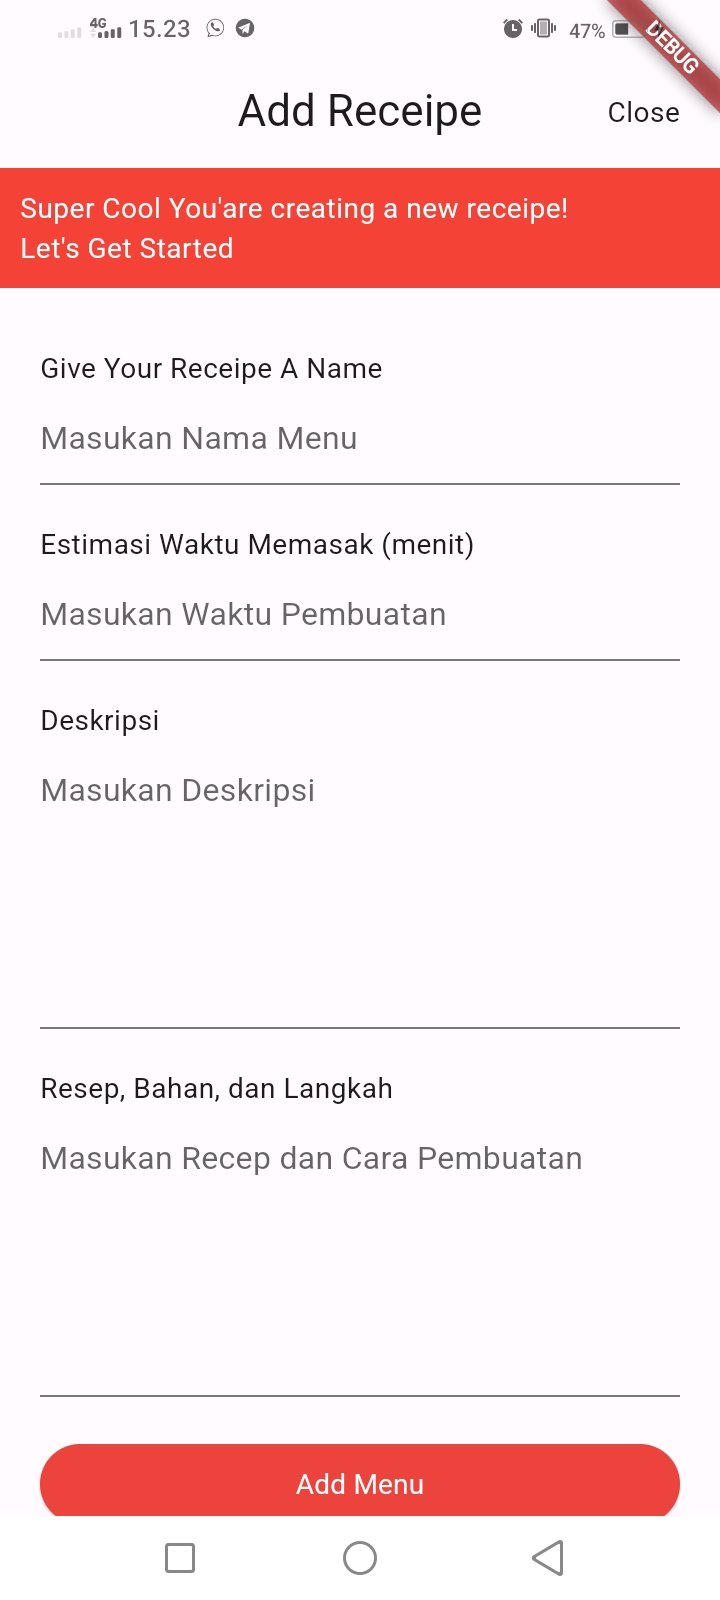 4G 15.23 47%
DEBUG
Add Receipe Close
Super Cool You'are creating a new receipe!
Let's Get Started
Give Your Receipe A Name
Masukan Nama Menu
Estimasi Waktu Memasak (menit)
Masukan Waktu Pembuatan
Deskripsi
Masukan Deskripsi
Resep, Bahan, dan Langkah
Masukan Recep dan Cara Pembuatan
Add Menu